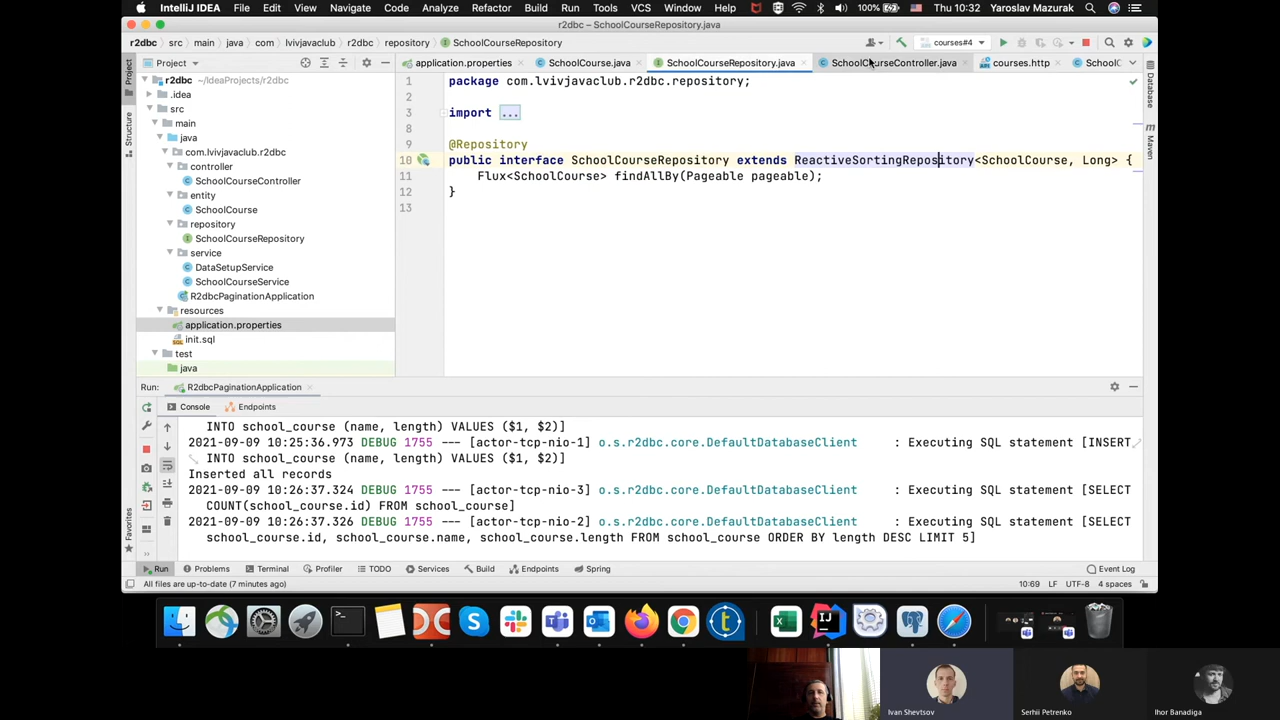 IntelliJ IDEA File Edit View Navigate Code Analyze Refactor Build Run Tools VCS Window Help 100% Thu 10:32 Yaroslav Mazurak
r2dbc – SchoolCourseRepository.java
r2dbc src main java com lvivjavaclub r2dbc repository SchoolCourseRepository courses#4
Project application.properties SchoolCourse.java SchoolCourseRepository.java SchoolCourseController.java courses.http SchoolC
Project
Structure
Favorites
Database
Maven
r2dbc ~/IdeaProjects/r2dbc
.idea
src
main
java
com.lvivjavaclub.r2dbc
controller
SchoolCourseController
entity
SchoolCourse
repository
SchoolCourseRepository
service
DataSetupService
SchoolCourseService
R2dbcPaginationApplication
resources
application.properties
init.sql
test
java
1 package com.lvivjavaclub.r2dbc.repository;
2
3 import ...
8
9 @Repository
10 public interface SchoolCourseRepository extends ReactiveSortingRepository<SchoolCourse, Long> {
11 Flux<SchoolCourse> findAllBy(Pageable pageable);
12 }
13
Run: R2dbcPaginationApplication
Console Endpoints
INTO school_course (name, length) VALUES ($1, $2)]
2021-09-09 10:25:36.973 DEBUG 1755 --- [actor-tcp-nio-1] o.s.r2dbc.core.DefaultDatabaseClient : Executing SQL statement [INSERT
INTO school_course (name, length) VALUES ($1, $2)]
Inserted all records
2021-09-09 10:26:37.324 DEBUG 1755 --- [actor-tcp-nio-3] o.s.r2dbc.core.DefaultDatabaseClient : Executing SQL statement [SELECT
COUNT(school_course.id) FROM school_course]
2021-09-09 10:26:37.326 DEBUG 1755 --- [actor-tcp-nio-2] o.s.r2dbc.core.DefaultDatabaseClient : Executing SQL statement [SELECT
school_course.id, school_course.name, school_course.length FROM school_course ORDER BY length DESC LIMIT 5]
Run Problems Terminal Profiler TODO Services Build Endpoints Spring Event Log
All files are up-to-date (7 minutes ago) 10:69 LF UTF-8 4 spaces
Ivan Shevtsov
Serhii Petrenko
Ihor Banadiga